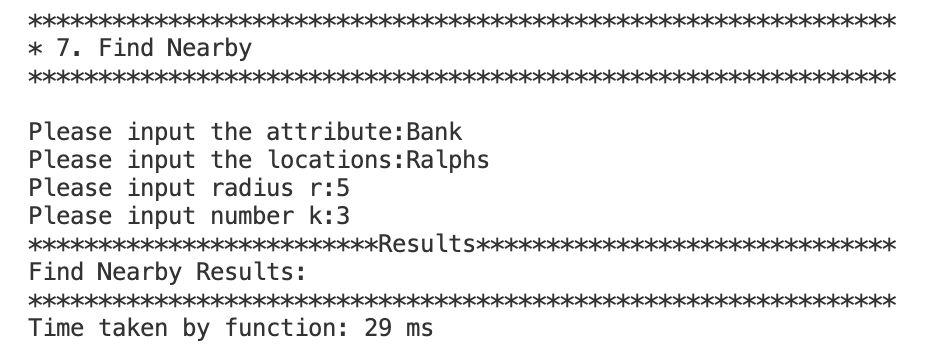 **************************************************************
* 7. Find Nearby
**************************************************************
Please input the attribute:Bank
Please input the locations:Ralphs
Please input radius r:5
Please input number k:3
*************************Results******************************
Find Nearby Results:
**************************************************************
Time taken by function: 29 ms